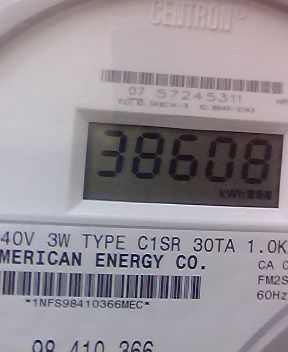 CENTRON
07 57245311
38608
kWh
40V 3W TYPE C1SR 30TA 1.0K
MERICAN ENERGY CO.
CA 0
FM2S
60Hz
*1NFS98410366MEC*
98 410 366